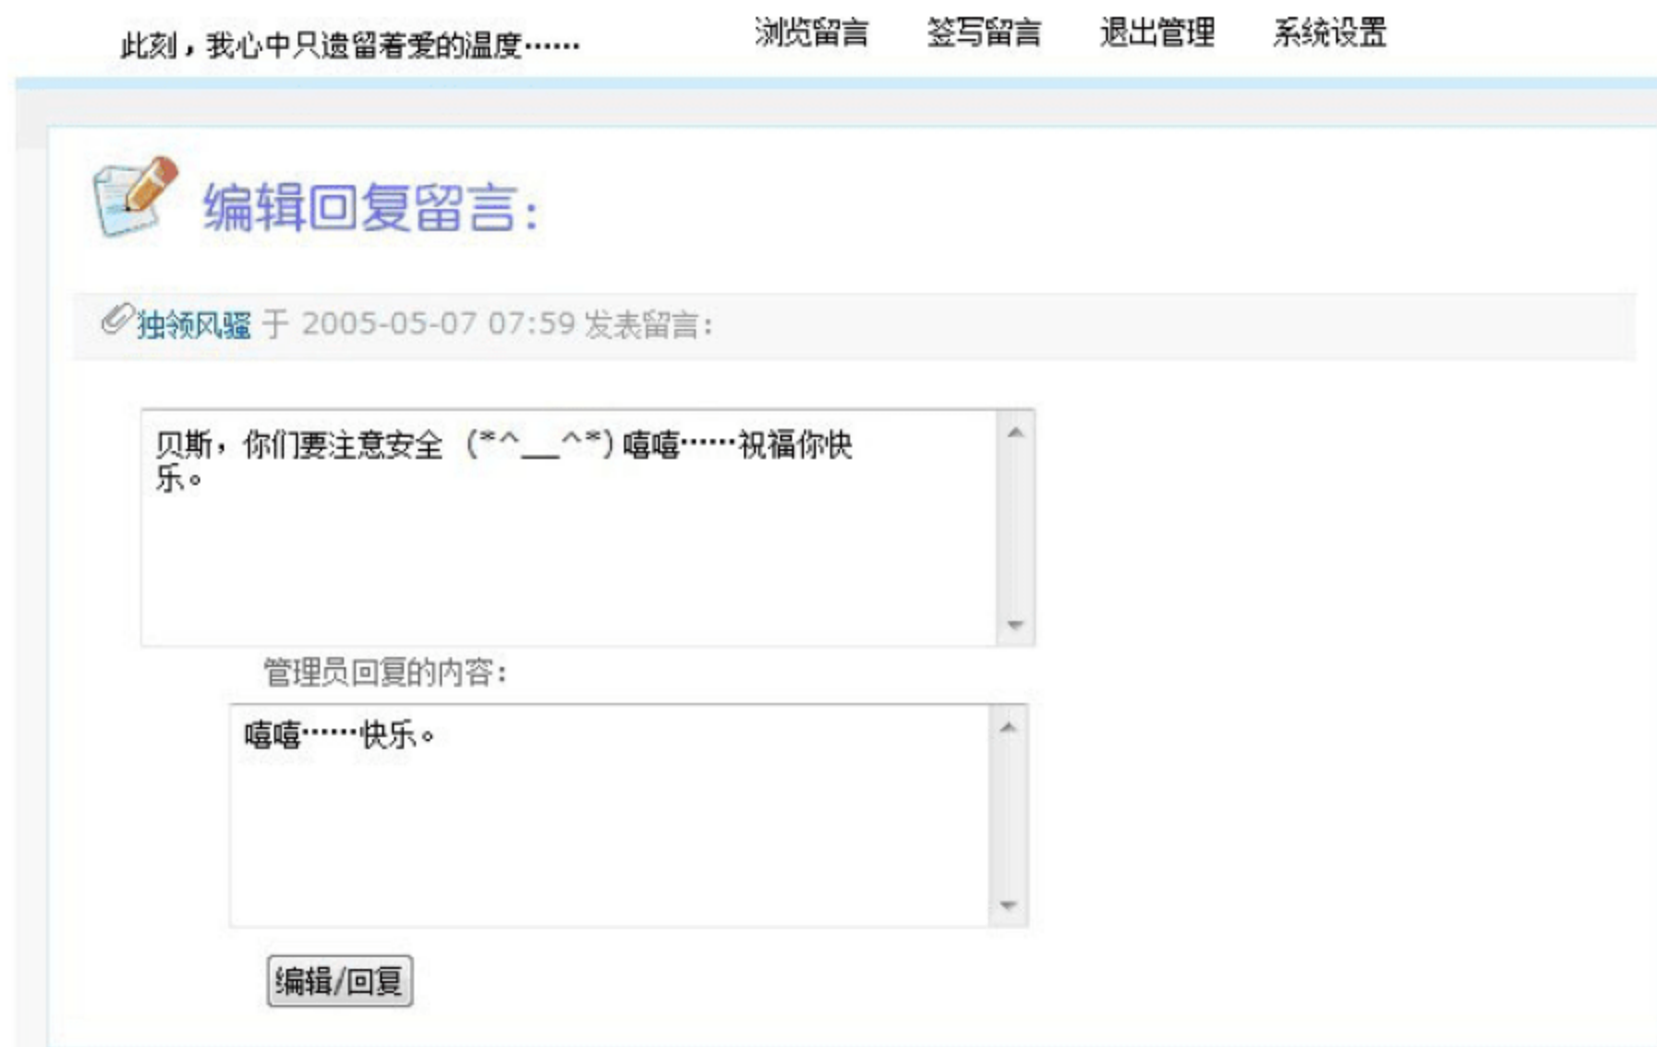 此刻，我心中只遗留着爱的温度……
浏览留言 签写留言 退出管理 系统设置
编辑回复留言：
独领风骚 于 2005-05-07 07:59 发表留言：
贝斯，你们要注意安全 (*^__^*) 嘻嘻……祝福你快
乐。
管理员回复的内容：
嘻嘻……快乐。
编辑/回复